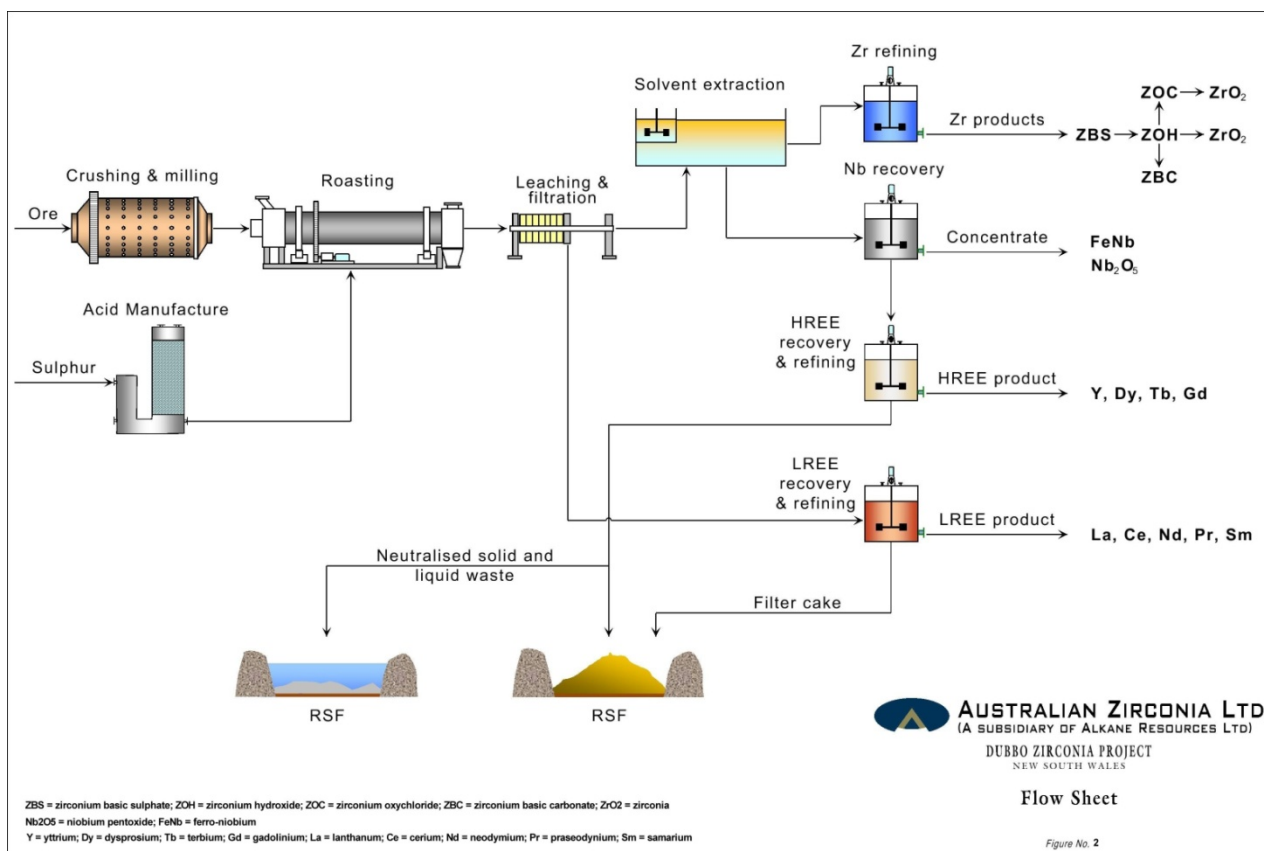 Zr refining
Solvent extraction
ZOC → ZrO₂
Zr products
ZBS → ZOH → ZrO₂
ZBC
Crushing & milling
Roasting
Leaching &
filtration
Nb recovery
Ore
Concentrate
FeNb
Nb₂O₅
Acid Manufacture
HREE
recovery
& refining
Sulphur
HREE product
Y, Dy, Tb, Gd
LREE
recovery
& refining
LREE product
La, Ce, Nd, Pr, Sm
Neutralised solid and
liquid waste
Filter cake
RSF
RSF
AUSTRALIAN ZIRCONIA LTD
(A SUBSIDIARY OF ALKANE RESOURCES LTD)
DUBBO ZIRCONIA PROJECT
NEW SOUTH WALES
Flow Sheet
ZBS = zirconium basic sulphate; ZOH = zirconium hydroxide; ZOC = zirconium oxychloride; ZBC = zirconium basic carbonate; ZrO2 = zirconia
Nb2O5 = niobium pentoxide; FeNb = ferro-niobium
Y = yttrium; Dy = dysprosium; Tb = terbium; Gd = gadolinium; La = lanthanum; Ce = cerium; Nd = neodymium; Pr = praseodynium; Sm = samarium
Figure No. 2